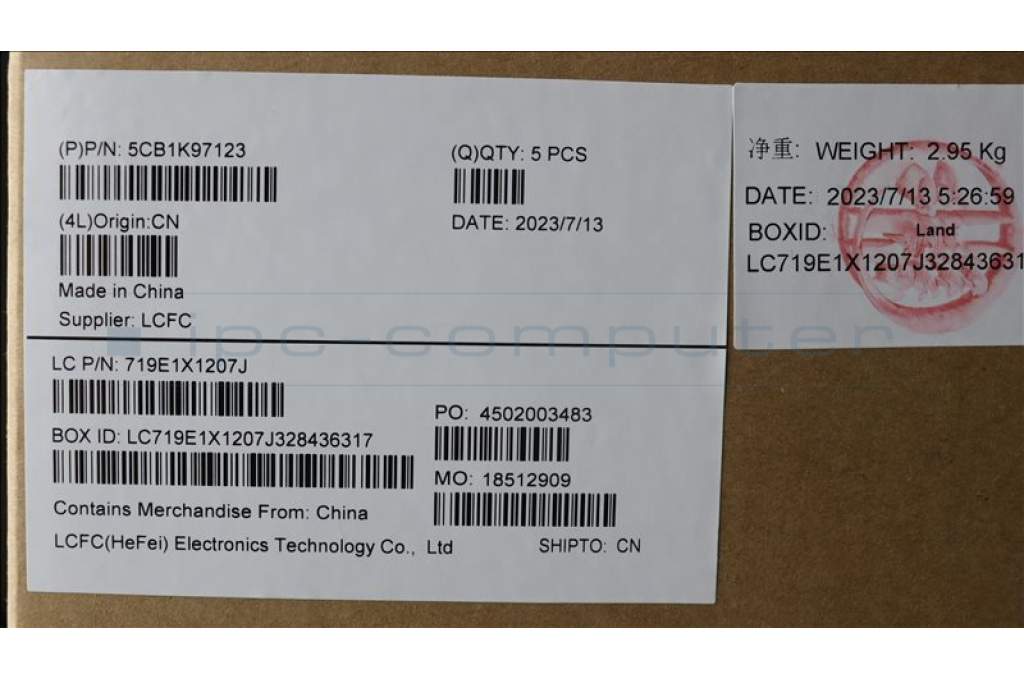 (P)P/N: 5CB1K97123
(Q)QTY: 5 PCS
(4L)Origin:CN
DATE: 2023/7/13
Made in China
Supplier: LCFC
LC P/N: 719E1X1207J
PO: 4502003483
BOX ID: LC719E1X1207J328436317
MO: 18512909
Contains Merchandise From: China
LCFC(HeFei) Electronics Technology Co., Ltd SHIPTO: CN
净重: WEIGHT: 2.95 Kg
DATE: 2023/7/13 5:26:59
BOXID: Land
LC719E1X1207J32843631
ipc-computer